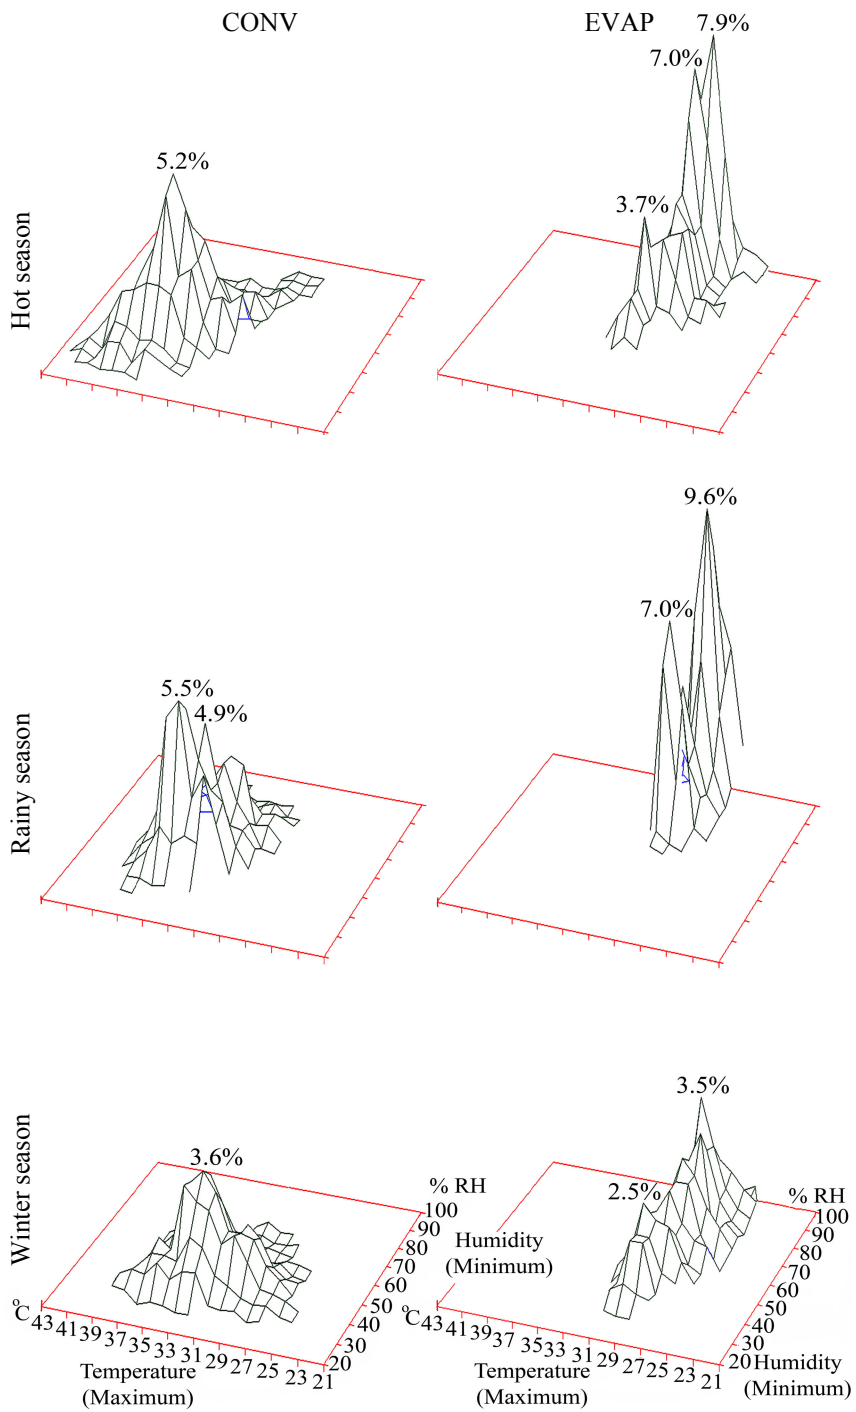 CONV
EVAP
Hot season
5.2%
3.7%
7.0%
7.9%
Rainy season
5.5%
4.9%
7.0%
9.6%
Winter season
3.6%
% RH
100
90
80
70
60
50
40
30
20
Humidity
(Minimum)
°C
43 41 39 37 35 33 31 29 27 25 23 21
Temperature
(Maximum)
2.5%
3.5%
% RH
100
90
80
70
60
50
40
30
20
Humidity
(Minimum)
°C
43 41 39 37 35 33 31 29 27 25 23 21
Temperature
(Maximum)